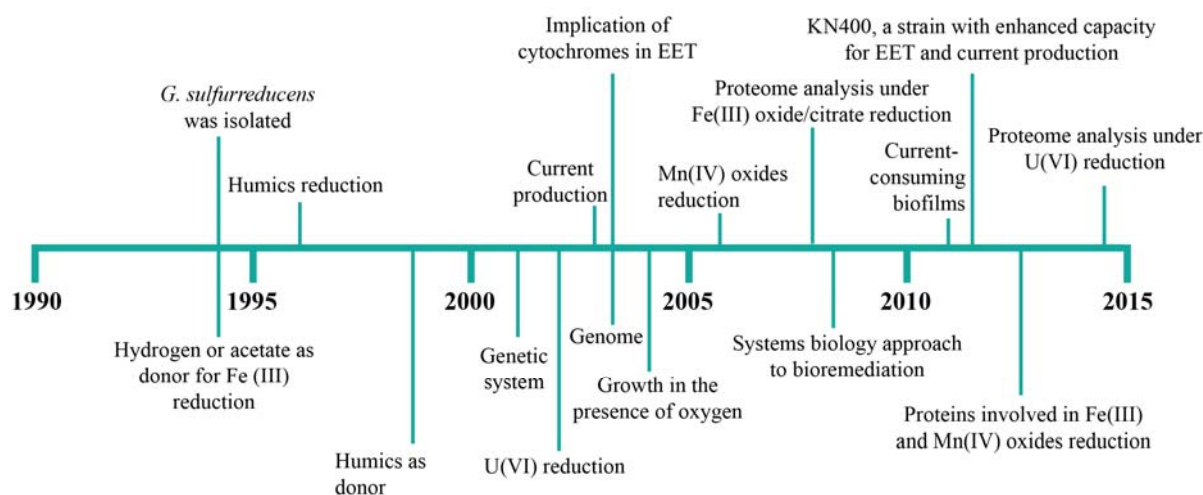 Implication of
cytochromes in EET
KN400, a strain with enhanced capacity
for EET and current production
G. sulfurreducens
was isolated
Proteome analysis under
Fe(III) oxide/citrate reduction
Proteome analysis under
U(VI) reduction
Humics reduction
Current
production
Mn(IV) oxides
reduction
Current-
consuming
biofilms
1990
1995
2000
2005
2010
2015
Hydrogen or acetate as
donor for Fe (III)
reduction
Humics as
donor
Genetic
system
U(VI) reduction
Genome
Growth in the
presence of oxygen
Systems biology approach
to bioremediation
Proteins involved in Fe(III)
and Mn(IV) oxides reduction